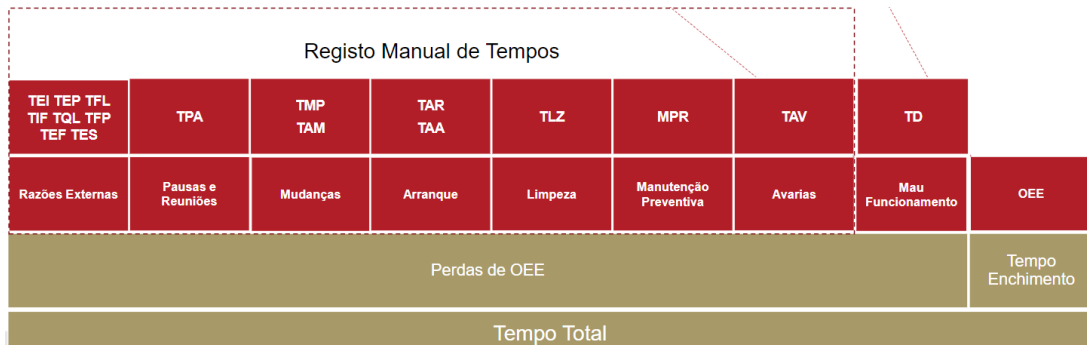 Registo Manual de Tempos
TEI TEP TFL
TIF TQL TFP
TEF TES
TPA
TMP
TAM
TAR
TAA
TLZ
MPR
TAV
TD
Razões Externas
Pausas e
Reuniões
Mudanças
Arranque
Limpeza
Manutenção
Preventiva
Avarias
Mau
Funcionamento
OEE
Perdas de OEE
Tempo
Enchimento
Tempo Total